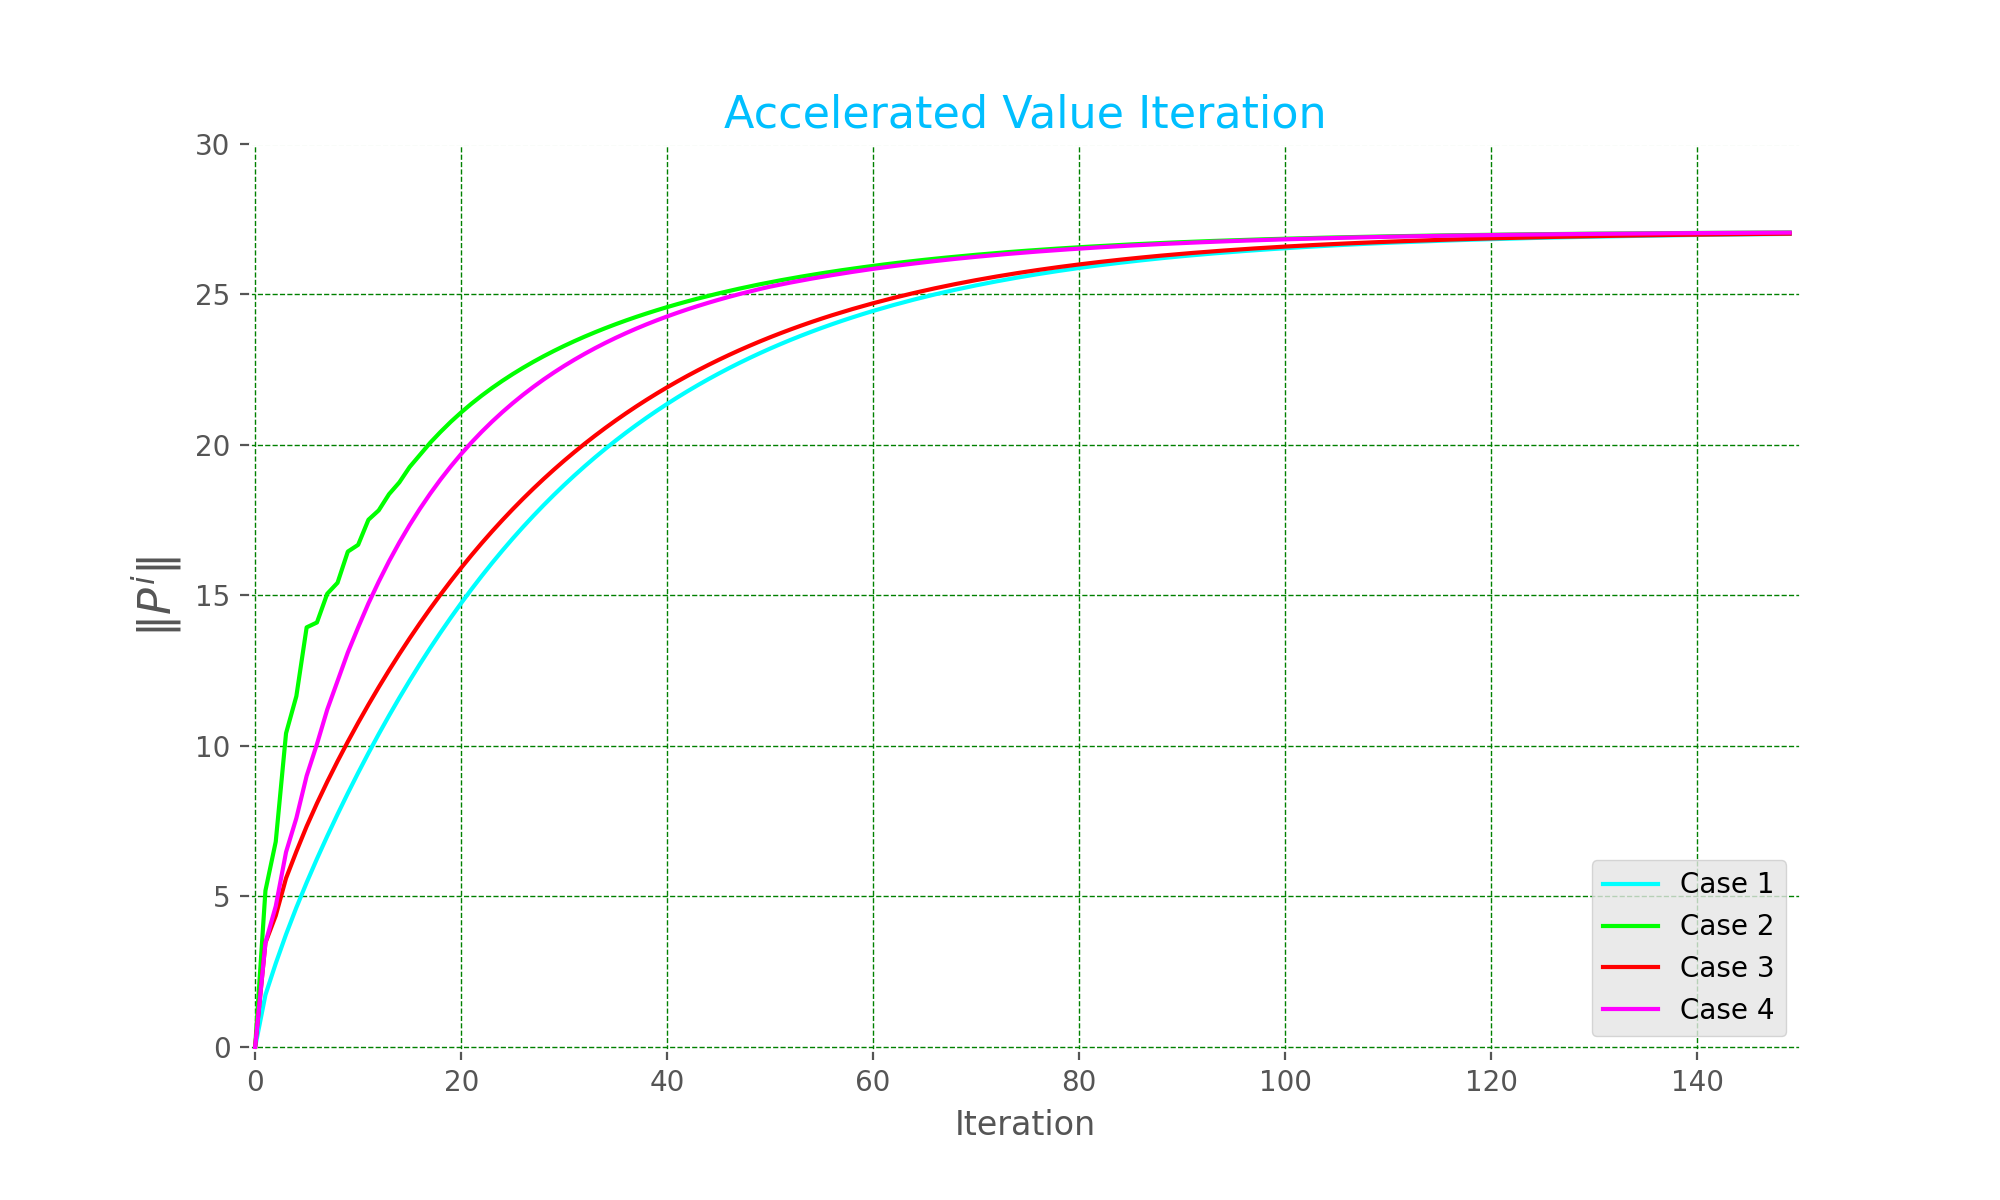 Accelerated Value Iteration
30
25
20
15
10
5
0
‖Pⁱ‖
0 20 40 60 80 100 120 140
Iteration
Case 1
Case 2
Case 3
Case 4